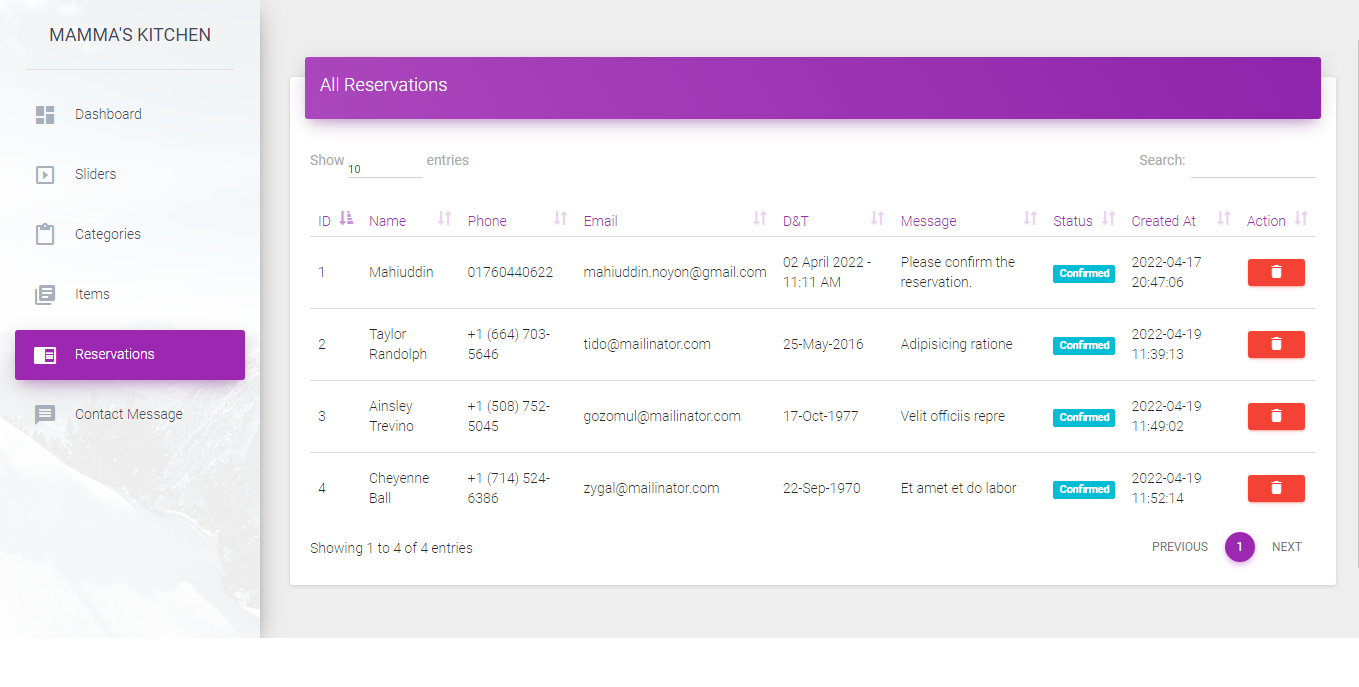 MAMMA'S KITCHEN
Dashboard
Sliders
Categories
Items
Reservations
Contact Message
All Reservations
Show 10 entries
Search:
ID Name Phone Email D&T Message Status Created At Action
1 Mahiuddin 01760440622 mahiuddin.noyon@gmail.com 02 April 2022 - 11:11 AM Please confirm the reservation. Confirmed 2022-04-17 20:47:06
2 Taylor Randolph +1 (664) 703-5646 tido@mailinator.com 25-May-2016 Adipisicing ratione Confirmed 2022-04-19 11:39:13
3 Ainsley Trevino +1 (508) 752-5045 gozomul@mailinator.com 17-Oct-1977 Velit officiis repre Confirmed 2022-04-19 11:49:02
4 Cheyenne Ball +1 (714) 524-6386 zygal@mailinator.com 22-Sep-1970 Et amet et do labor Confirmed 2022-04-19 11:52:14
Showing 1 to 4 of 4 entries
PREVIOUS 1 NEXT